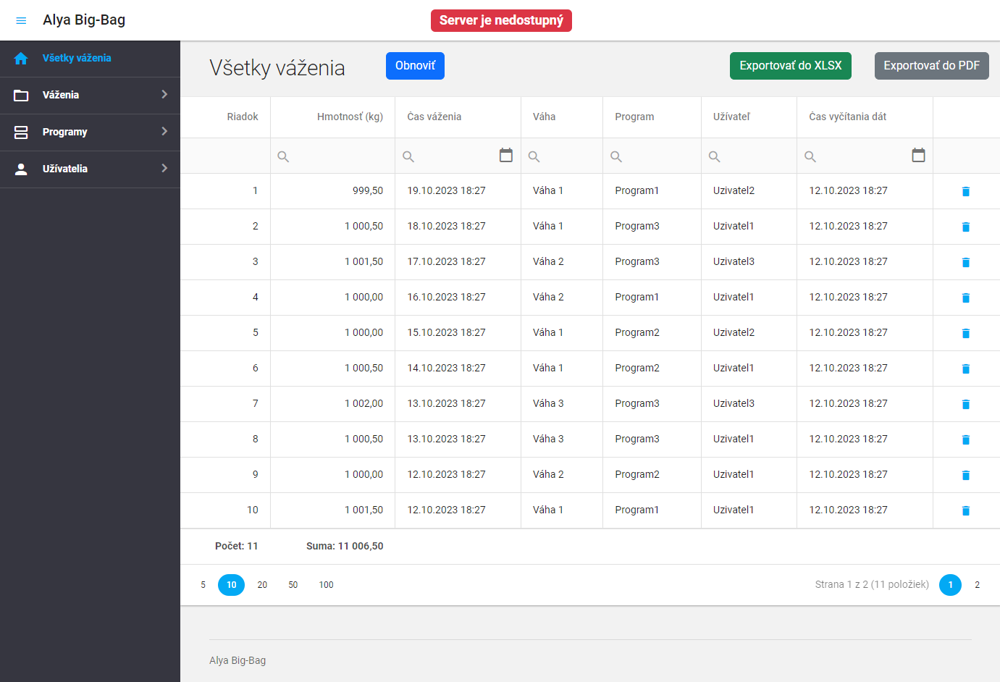 Alya Big-Bag
Server je nedostupný
Všetky váženia
Váženia
Programy
Užívatelia
Všetky váženia
Obnoviť
Exportovať do XLSX
Exportovať do PDF
Riadok Hmotnosť (kg) Čas váženia Váha Program Užívateľ Čas vyčítania dát
1 999,50 19.10.2023 18:27 Váha 1 Program1 Uzivatel2 12.10.2023 18:27
2 1 000,50 18.10.2023 18:27 Váha 1 Program3 Uzivatel1 12.10.2023 18:27
3 1 001,50 17.10.2023 18:27 Váha 2 Program3 Uzivatel3 12.10.2023 18:27
4 1 000,00 16.10.2023 18:27 Váha 2 Program1 Uzivatel1 12.10.2023 18:27
5 1 000,00 15.10.2023 18:27 Váha 1 Program2 Uzivatel2 12.10.2023 18:27
6 1 000,50 14.10.2023 18:27 Váha 1 Program2 Uzivatel1 12.10.2023 18:27
7 1 002,00 13.10.2023 18:27 Váha 3 Program3 Uzivatel3 12.10.2023 18:27
8 1 000,50 13.10.2023 18:27 Váha 3 Program3 Uzivatel1 12.10.2023 18:27
9 1 000,00 12.10.2023 18:27 Váha 2 Program2 Uzivatel1 12.10.2023 18:27
10 1 001,50 12.10.2023 18:27 Váha 1 Program1 Uzivatel1 12.10.2023 18:27
Počet: 11 Suma: 11 006,50
5 10 20 50 100 Strana 1 z 2 (11 položiek) 1 2
Alya Big-Bag